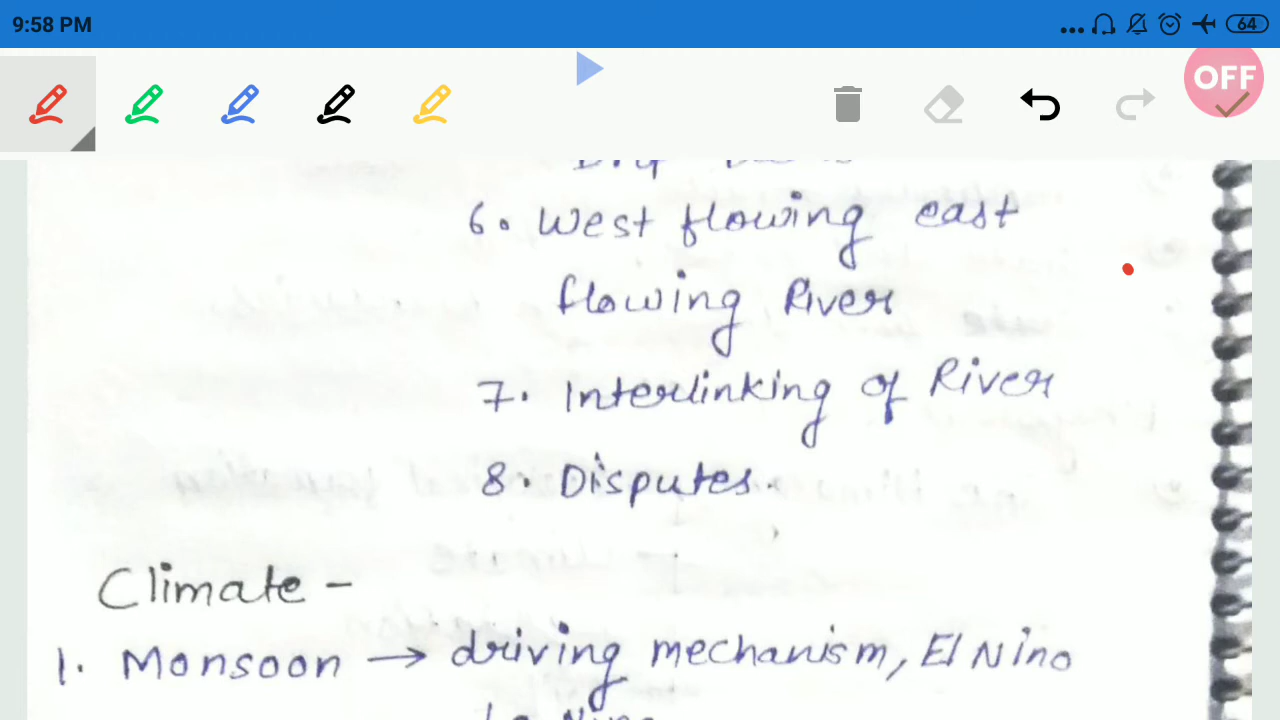 9:58 PM
64
OFF
6. West flowing east
flowing River
7. Interlinking of River
8. Disputes.
Climate -
1. Monsoon → driving mechanism, El Nino